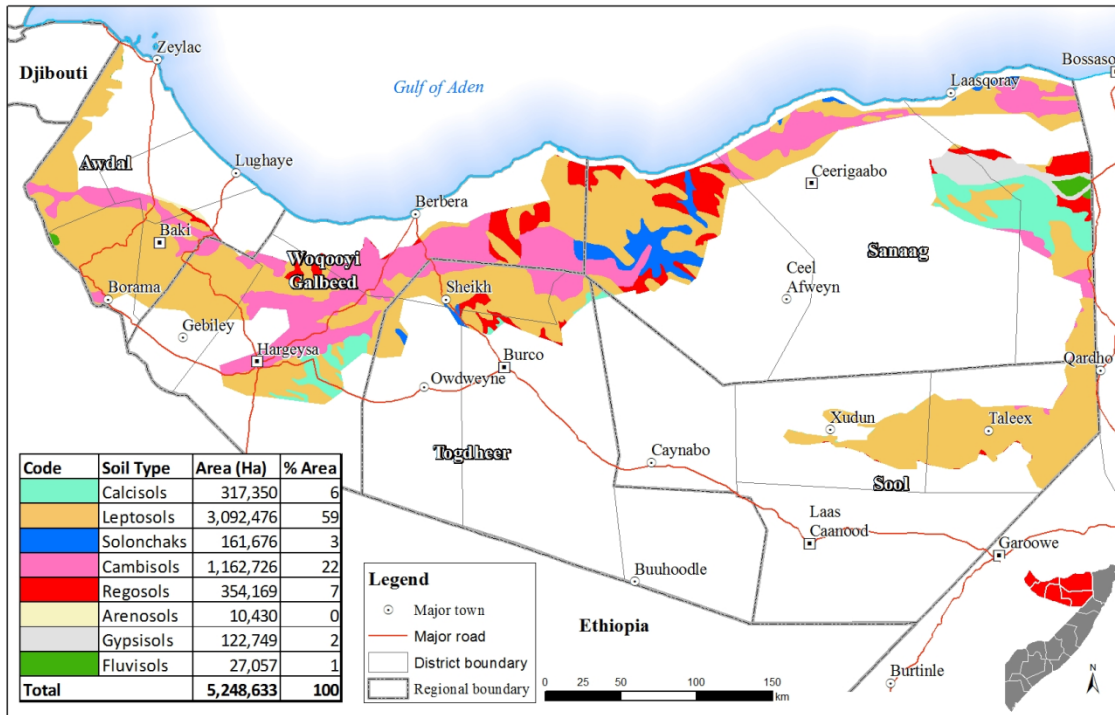 Zeylac
Djibouti
Bossaso
Gulf of Aden
Laasqoray
Awdal
Lughaye
Ceerigaabo
Berbera
Baki
Woqooyi
Galbeed
Sanaag
Ceel
Afweyn
Borama
Sheikh
Gebiley
Hargeysa
Burco
Qardho
Owdweyne
Xudun
Taleex
Togdheer
Caynabo
Sool
Laas
Caanood
Garoowe
Buuhoodle
Ethiopia
Burtinle
Code Soil Type Area (Ha) % Area
Calcisols 317,350 6
Leptosols 3,092,476 59
Solonchaks 161,676 3
Cambisols 1,162,726 22
Regosols 354,169 7
Arenosols 10,430 0
Gypsisols 122,749 2
Fluvisols 27,057 1
Total 5,248,633 100
Legend
Major town
Major road
District boundary
Regional boundary
0 50 100 150
km
N